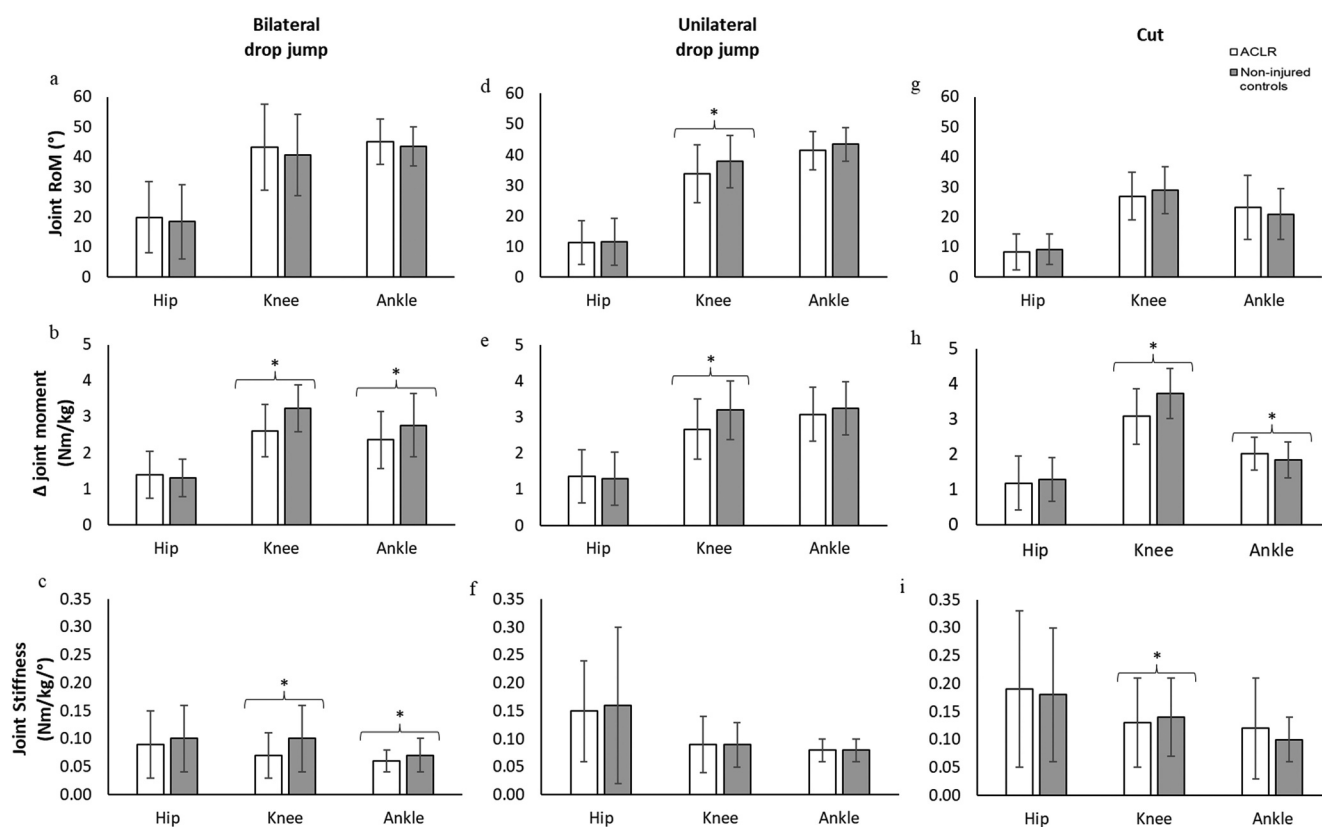 Bilateral
drop jump
Unilateral
drop jump
Cut
ACLR
Non-injured
controls
a
Joint RoM (°)
60
50
40
30
20
10
0
Hip Knee Ankle
d
60
50
40
30
20
10
0
*
Hip Knee Ankle
g
60
50
40
30
20
10
0
Hip Knee Ankle
b
Δ joint moment
(Nm/kg)
5
4
3
2
1
0
* *
Hip Knee Ankle
e
5
4
3
2
1
0
*
Hip Knee Ankle
h
5
4
3
2
1
0
* *
Hip Knee Ankle
c
Joint Stiffness
(Nm/kg/°)
0.35
0.30
0.25
0.20
0.15
0.10
0.05
0.00
* *
Hip Knee Ankle
f
0.35
0.30
0.25
0.20
0.15
0.10
0.05
0.00
Hip Knee Ankle
i
0.35
0.30
0.25
0.20
0.15
0.10
0.05
0.00
*
Hip Knee Ankle